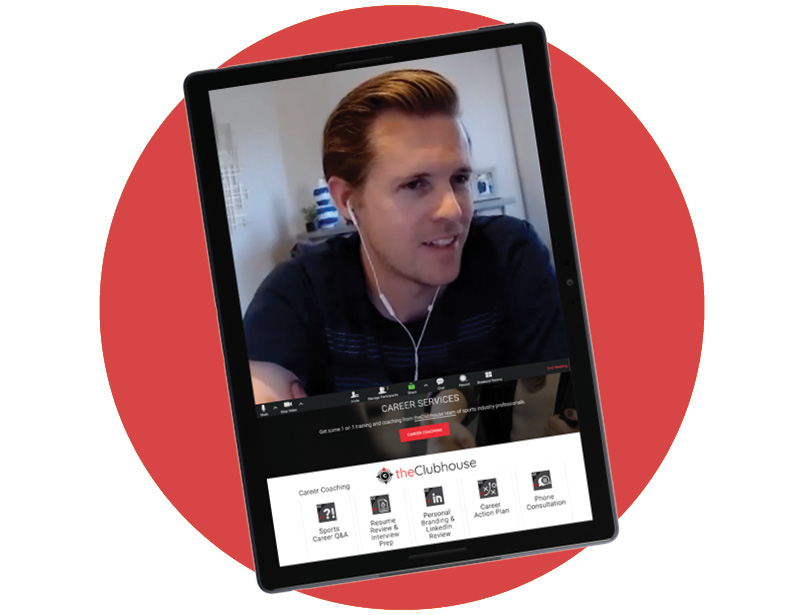 Mute
Stop Video
Invite
Manage Participants
Share
Chat
Record
Breakout Rooms
End Meeting
CAREER SERVICES
Get some 1 on 1 training and coaching from theClubhouse team of sports industry professionals.
CAREER COACHING
theClubhouse
Career Coaching
?!
Sports
Career Q&A
Resume
Review &
Interview
Prep
in
Personal
Branding &
LinkedIn
Review
Career
Action Plan
Phone
Consultation